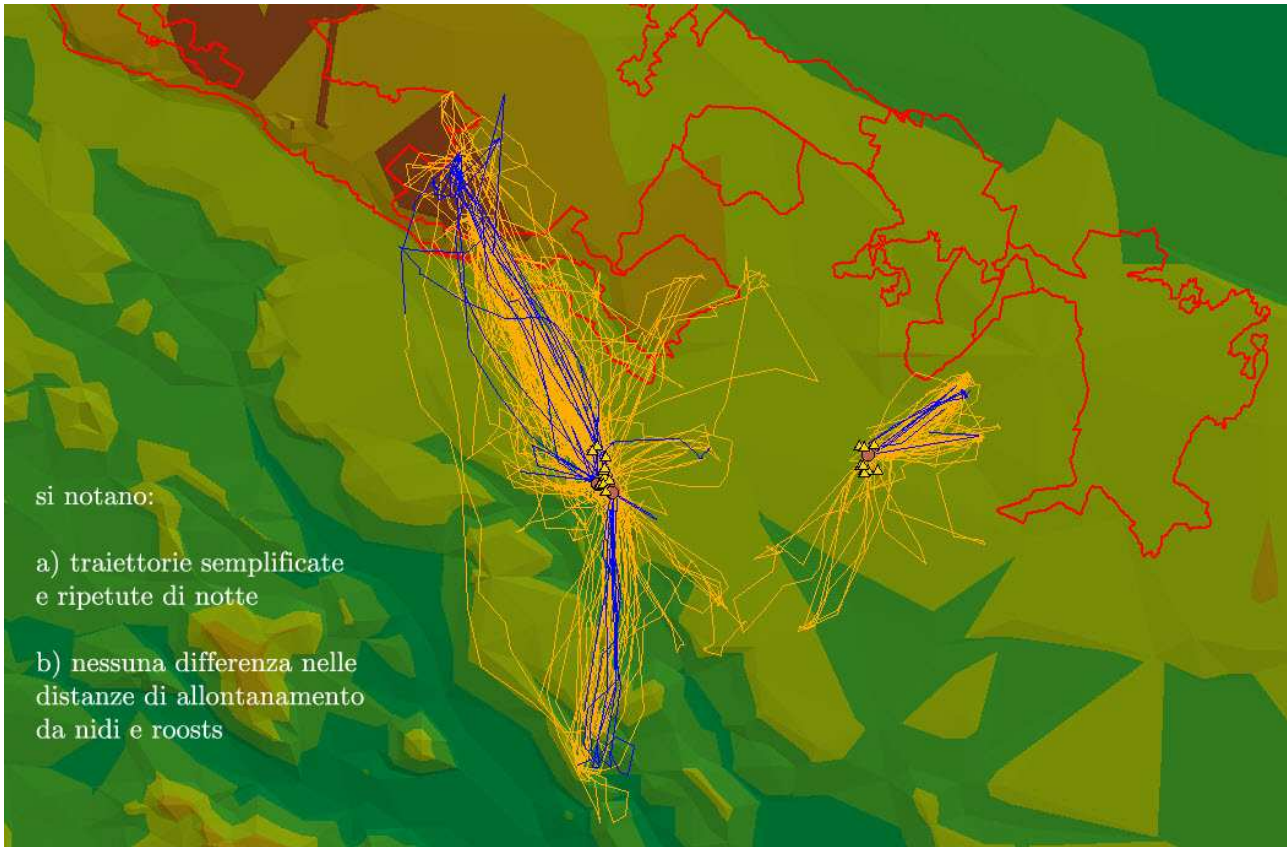 si notano:
a) traiettorie semplificate
e ripetute di notte
b) nessuna differenza nelle
distanze di allontanamento
da nidi e roosts